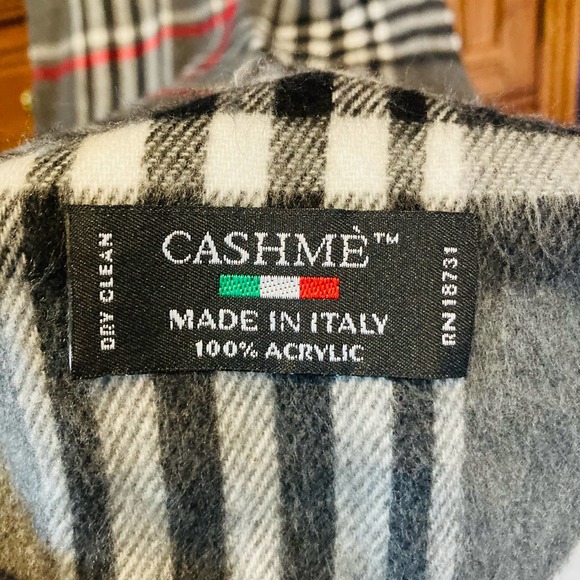 CASHMÈ™
MADE IN ITALY
100% ACRYLIC
DRY CLEAN
RN 18731